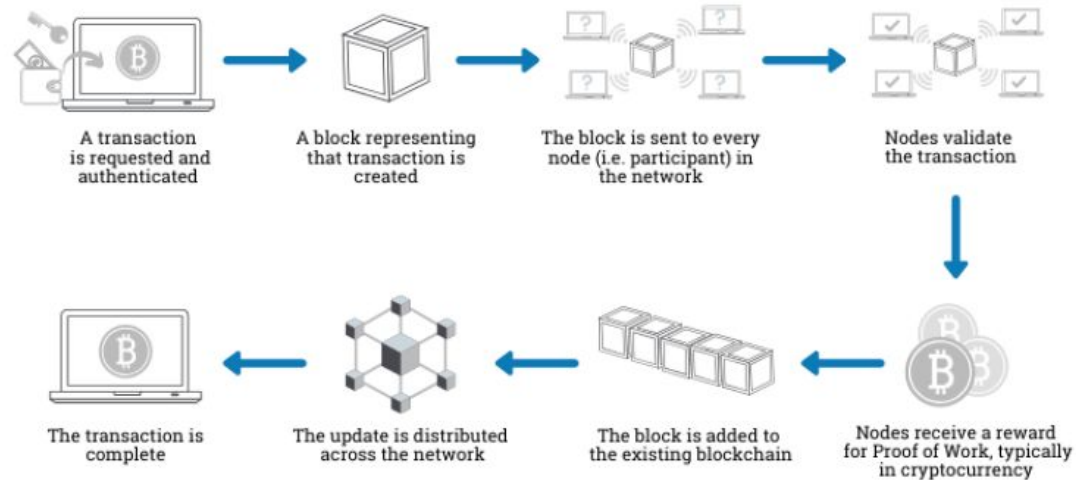 A transaction
is requested and
authenticated
A block representing
that transaction is
created
The block is sent to every
node (i.e. participant) in
the network
Nodes validate
the transaction
Nodes receive a reward
for Proof of Work, typically
in cryptocurrency
The block is added to
the existing blockchain
The update is distributed
across the network
The transaction is
complete